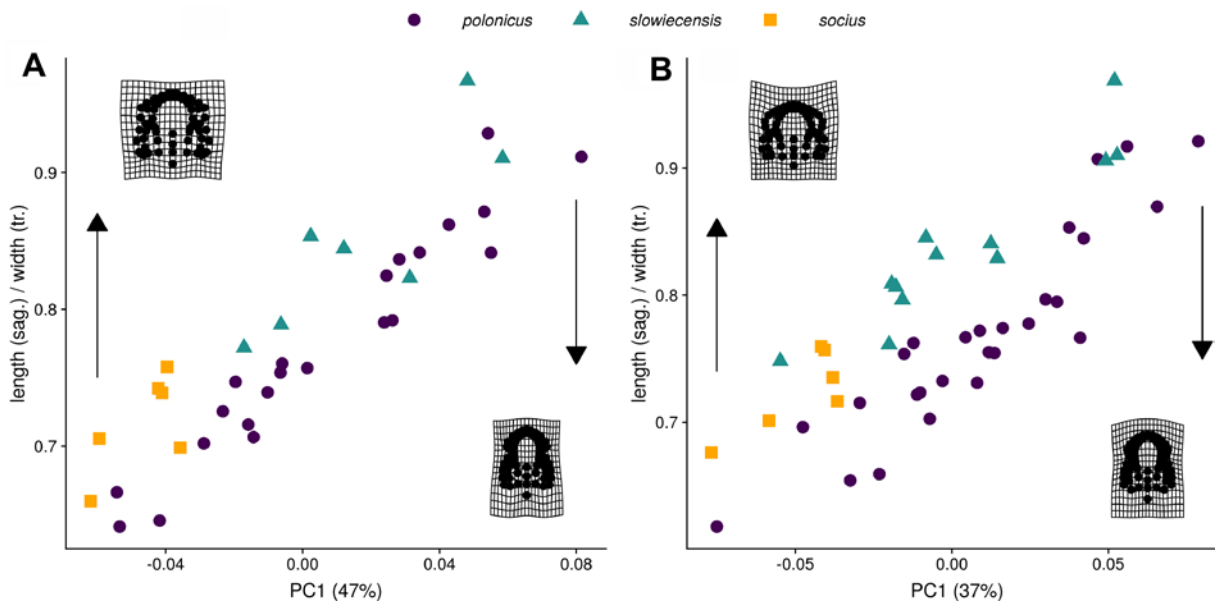 polonicus slowiecensis socius
A
B
length (sag.) / width (tr.)
0.9
0.8
0.7
-0.04 0.00 0.04 0.08
PC1 (47%)
length (sag.) / width (tr.)
0.9
0.8
0.7
-0.05 0.00 0.05
PC1 (37%)